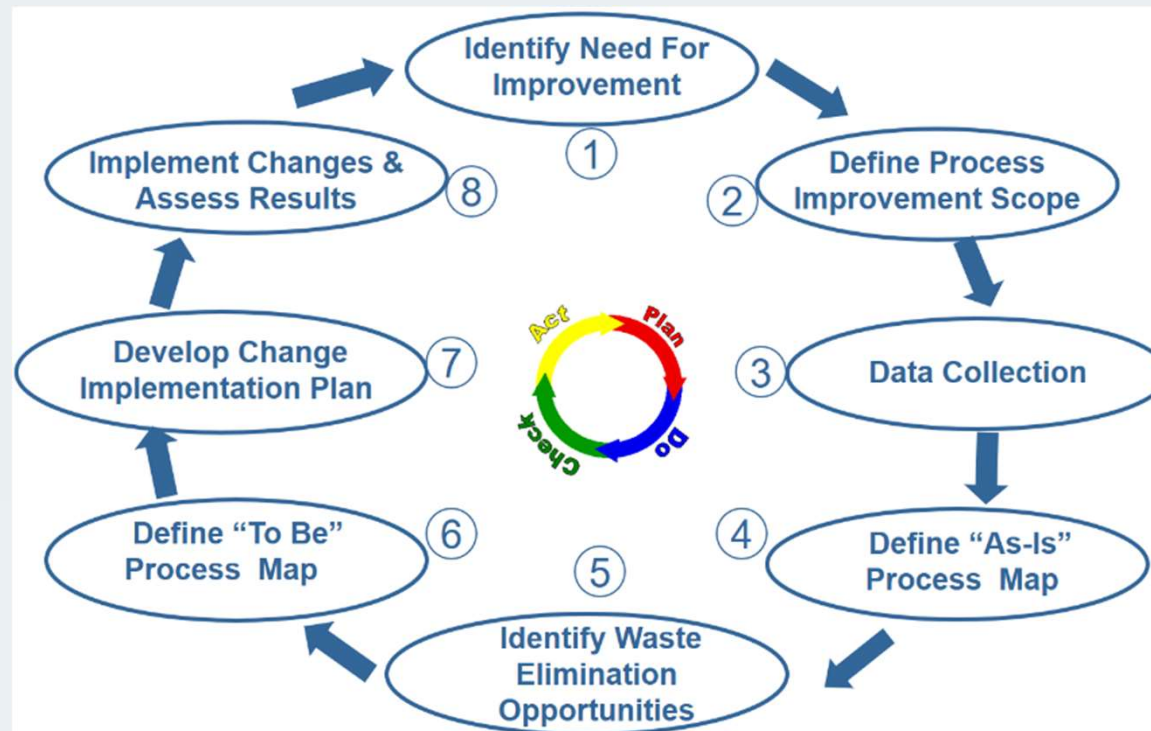 Identify Need For
Improvement
1
Define Process
Improvement Scope
2
Data Collection
3
Define “As-Is”
Process Map
4
Identify Waste
Elimination
Opportunities
5
Define “To Be”
Process Map
6
Develop Change
Implementation Plan
7
Implement Changes &
Assess Results
8
Plan
Do
Check
Act